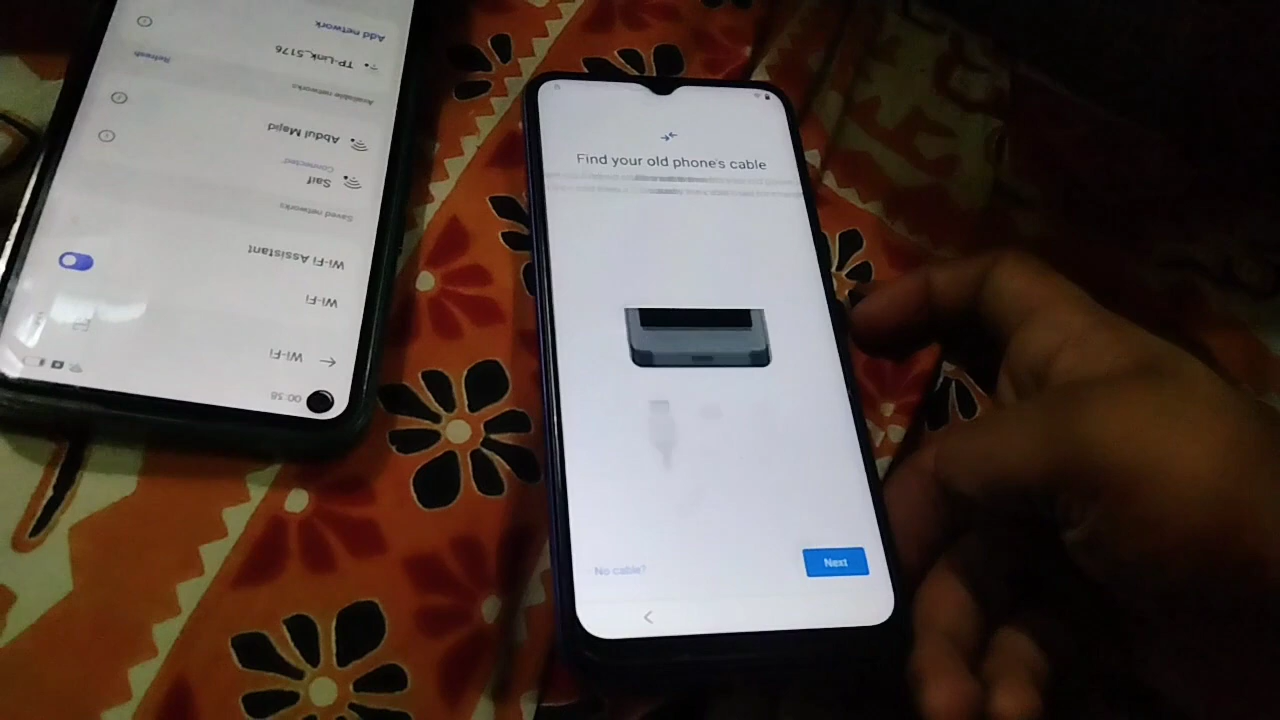 Add network
TP-Link_5176
Refresh
Available networks
Abdul Majid
Connected
Saif
Saved networks
Wi-Fi Assistant
Wi-Fi
Wi-Fi
00:38
Find your old phone's cable
No cable?
Next